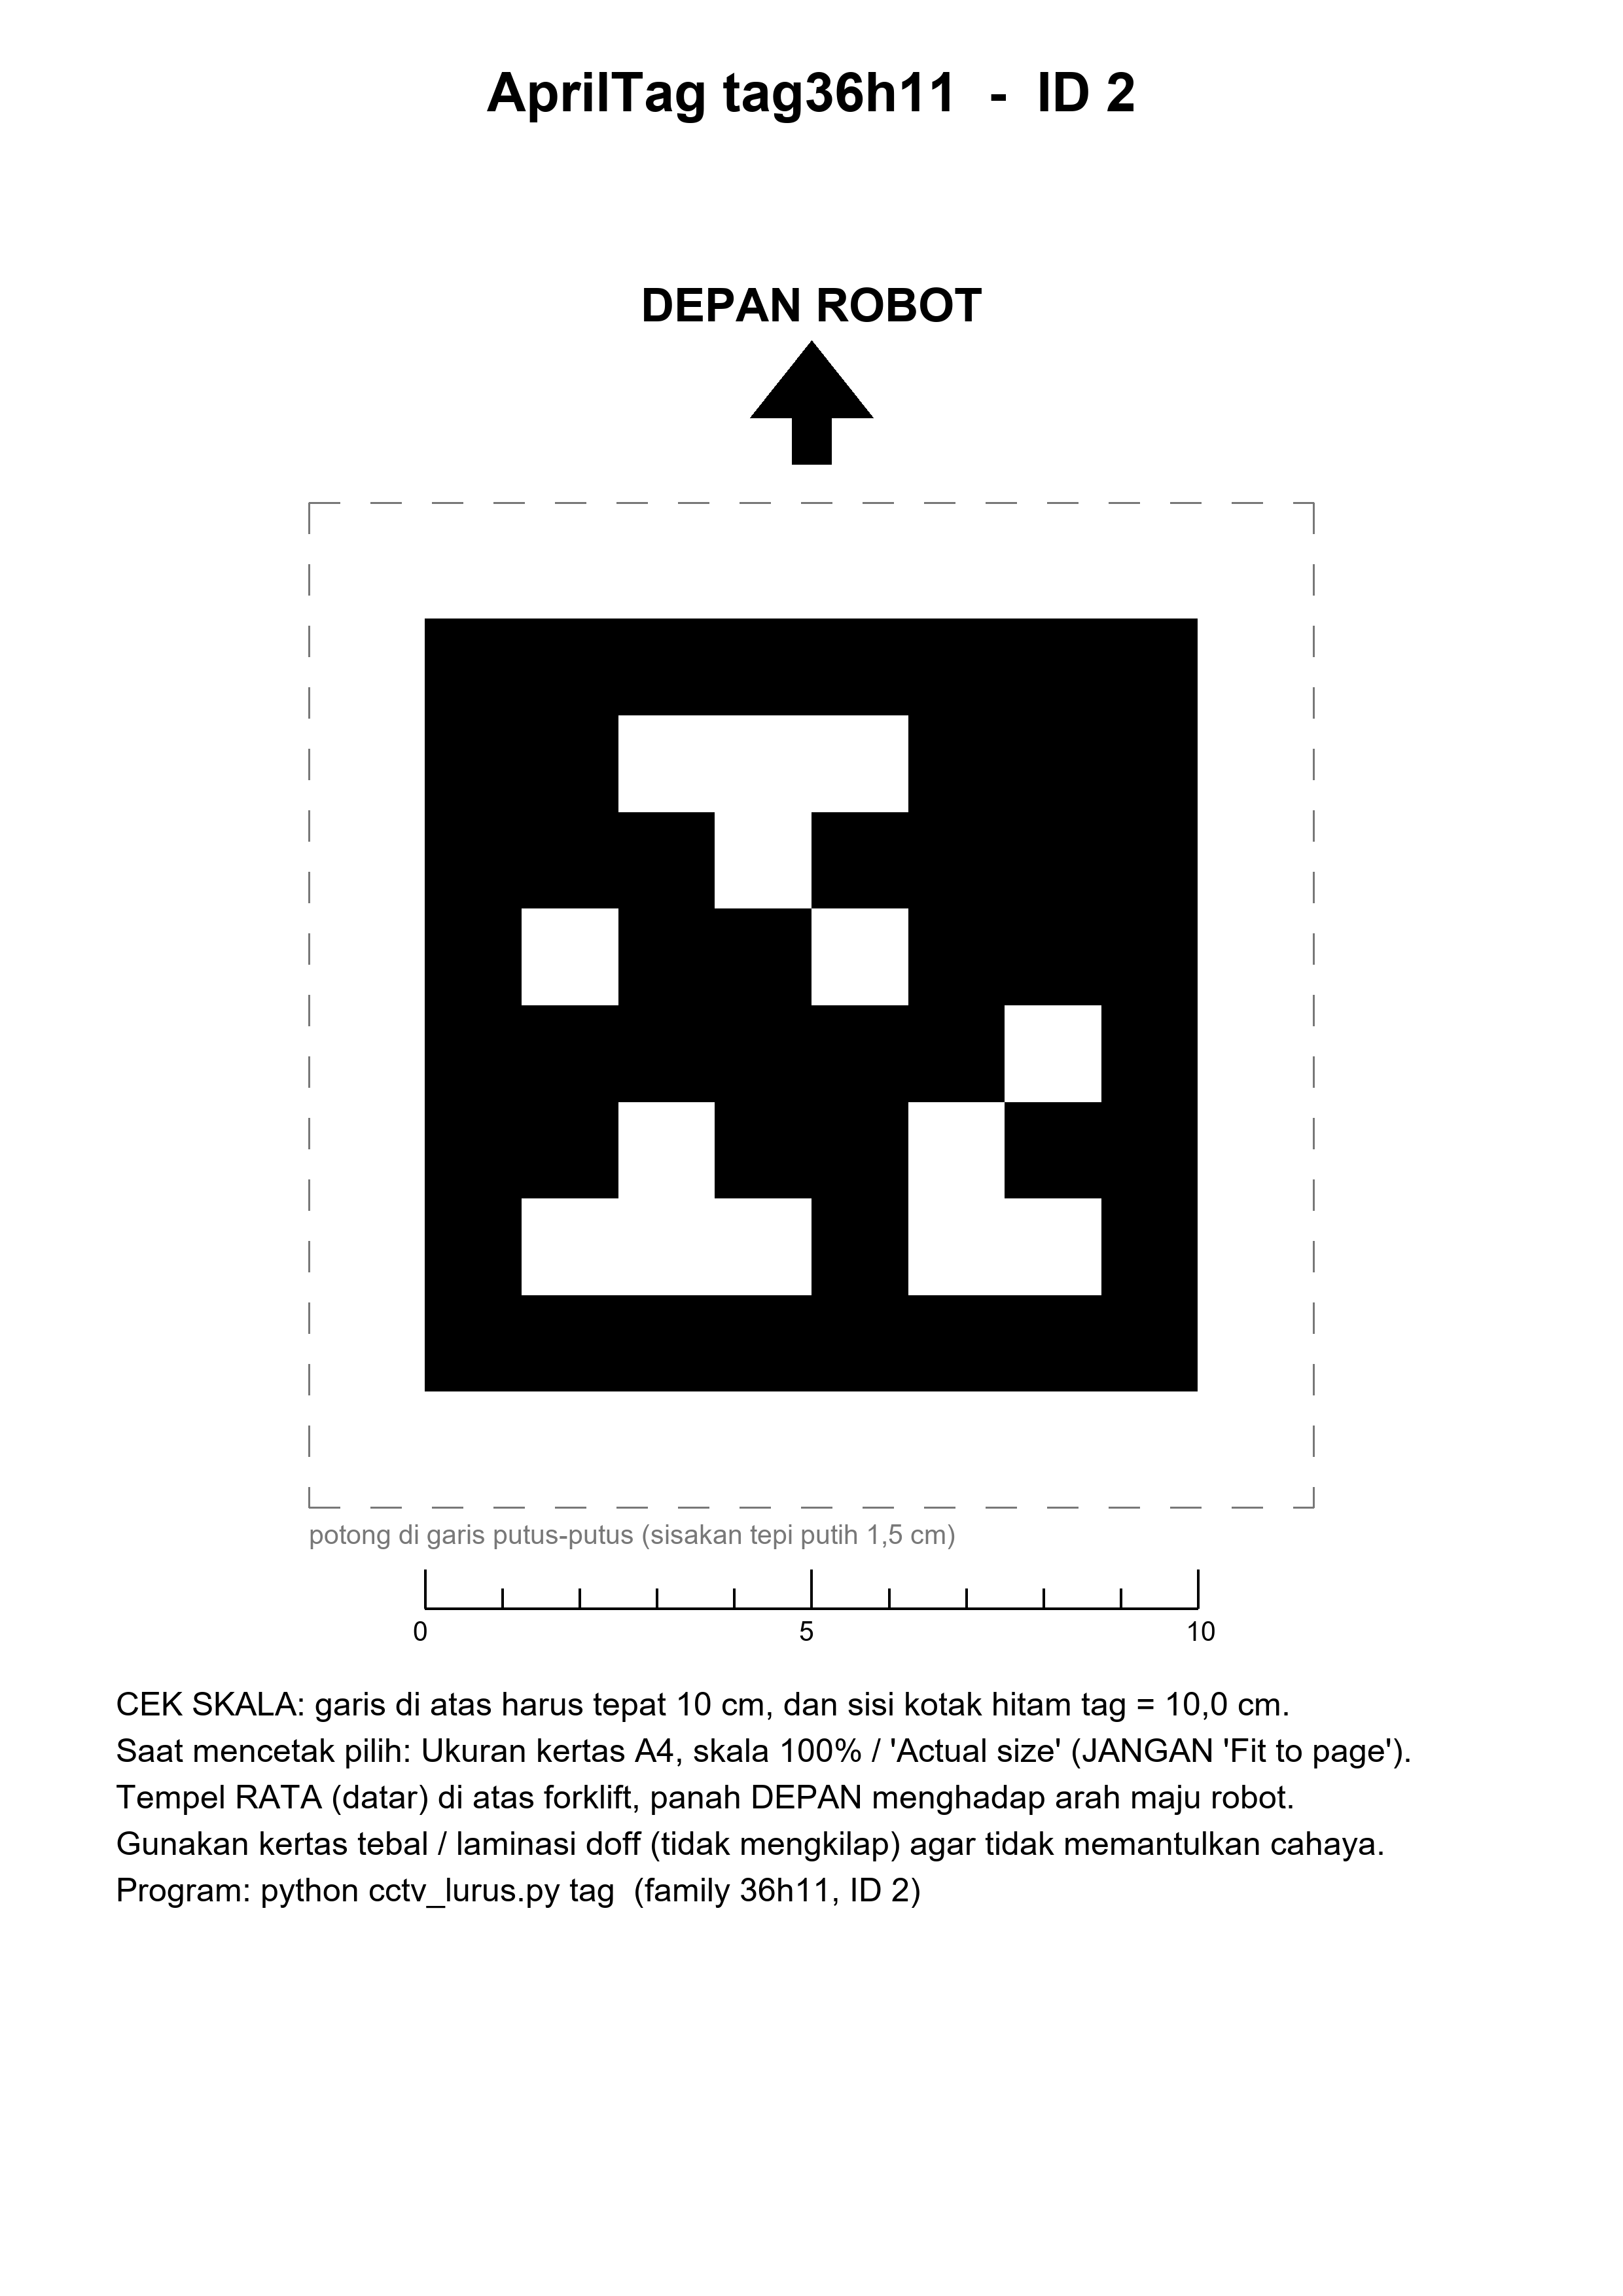 AprilTag tag36h11  -  ID 2
DEPAN ROBOT
potong di garis putus-putus (sisakan tepi putih 1,5 cm)
0 5 10
CEK SKALA: garis di atas harus tepat 10 cm, dan sisi kotak hitam tag = 10,0 cm.
Saat mencetak pilih: Ukuran kertas A4, skala 100% / 'Actual size' (JANGAN 'Fit to page').
Tempel RATA (datar) di atas forklift, panah DEPAN menghadap arah maju robot.
Gunakan kertas tebal / laminasi doff (tidak mengkilap) agar tidak memantulkan cahaya.
Program: python cctv_lurus.py tag  (family 36h11, ID 2)